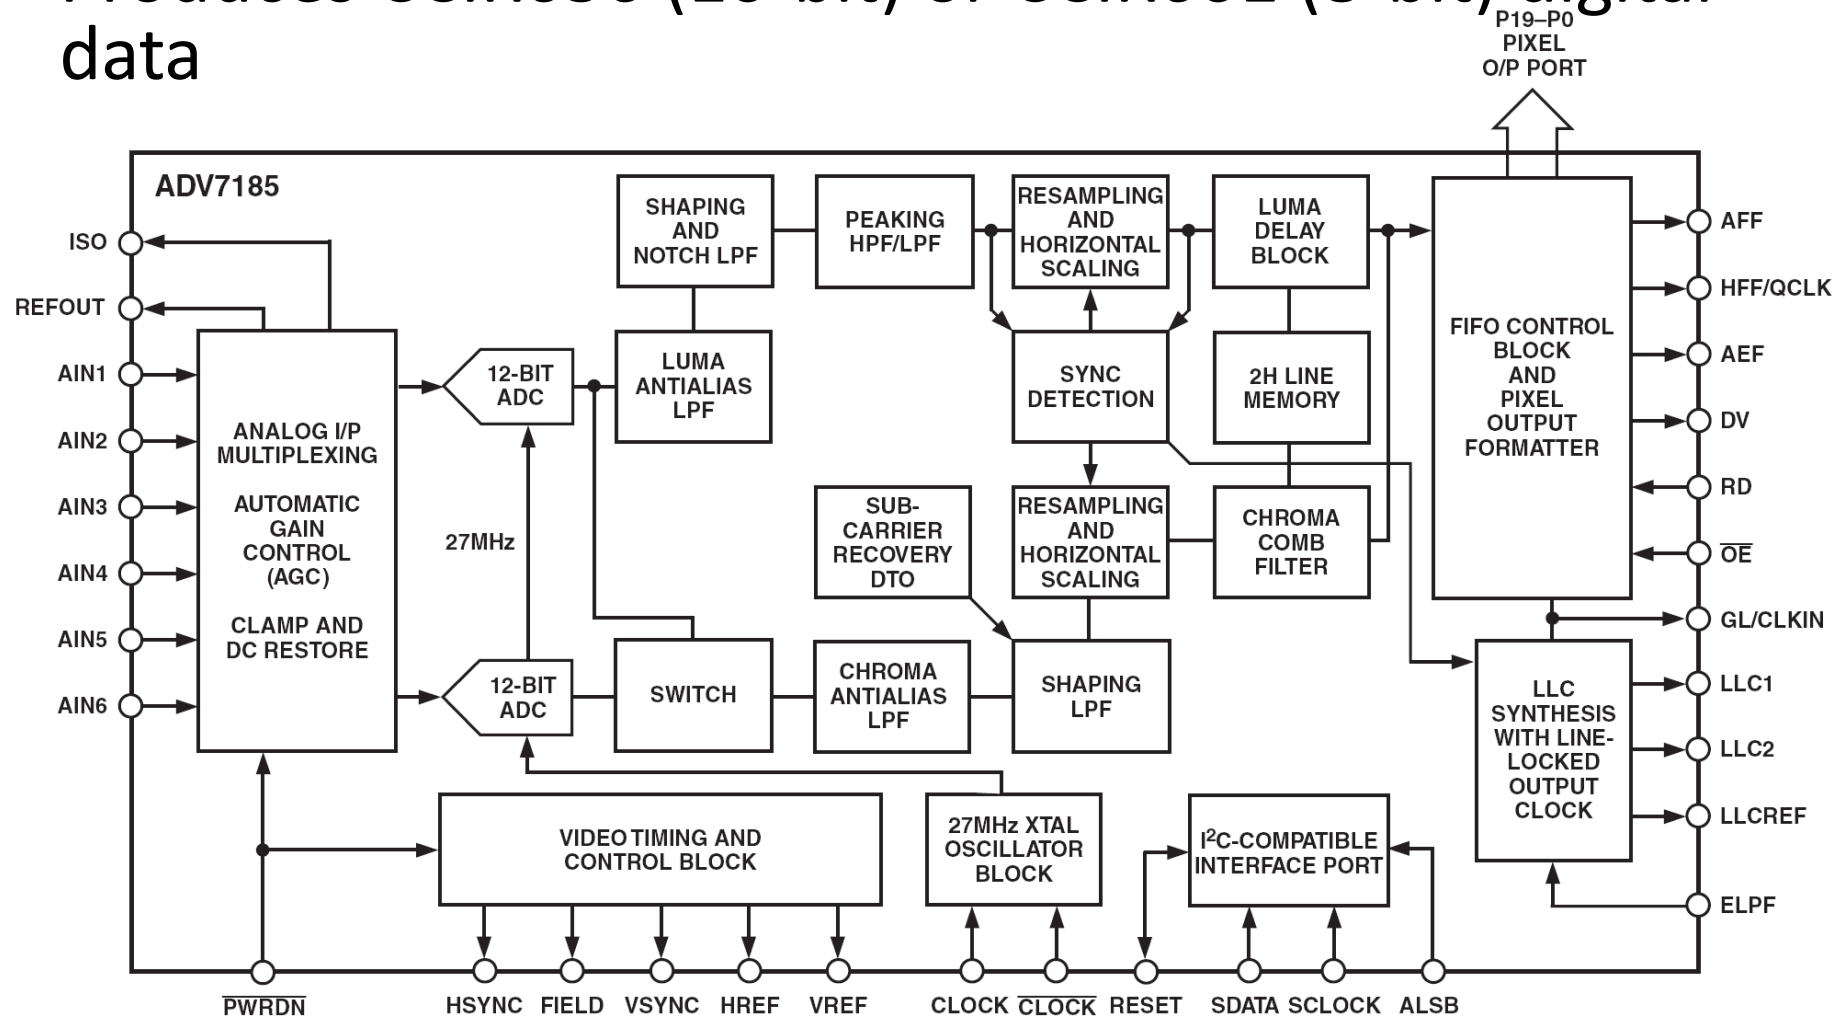 data
P19–P0
PIXEL
O/P PORT
ADV7185
ISO
REFOUT
AIN1
AIN2
AIN3
AIN4
AIN5
AIN6
ANALOG I/P
MULTIPLEXING
AUTOMATIC
GAIN
CONTROL
(AGC)
CLAMP AND
DC RESTORE
12-BIT
ADC
27MHz
12-BIT
ADC
SHAPING
AND
NOTCH LPF
LUMA
ANTIALIAS
LPF
SWITCH
PEAKING
HPF/LPF
SUB-
CARRIER
RECOVERY
DTO
CHROMA
ANTIALIAS
LPF
RESAMPLING
AND
HORIZONTAL
SCALING
SYNC
DETECTION
RESAMPLING
AND
HORIZONTAL
SCALING
SHAPING
LPF
LUMA
DELAY
BLOCK
2H LINE
MEMORY
CHROMA
COMB
FILTER
FIFO CONTROL
BLOCK
AND
PIXEL
OUTPUT
FORMATTER
LLC
SYNTHESIS
WITH LINE-
LOCKED
OUTPUT
CLOCK
AFF
HFF/QCLK
AEF
DV
RD
OE
GL/CLKIN
LLC1
LLC2
LLCREF
ELPF
VIDEO TIMING AND
CONTROL BLOCK
27MHz XTAL
OSCILLATOR
BLOCK
I²C-COMPATIBLE
INTERFACE PORT
PWRDN
HSYNC
FIELD
VSYNC
HREF
VREF
CLOCK
CLOCK
RESET
SDATA
SCLOCK
ALSB